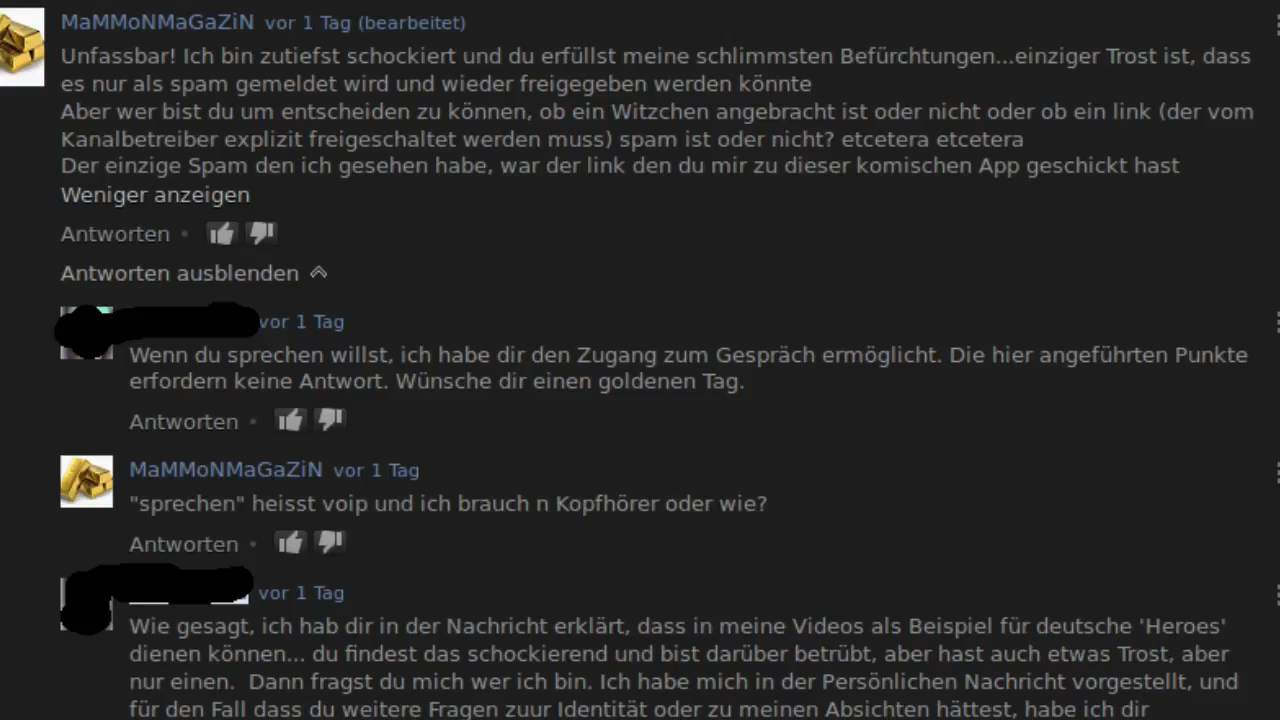 MaMMoNMaGaZiN vor 1 Tag (bearbeitet)
Unfassbar! Ich bin zutiefst schockiert und du erfüllst meine schlimmsten Befürchtungen...einziger Trost ist, dass
es nur als spam gemeldet wird und wieder freigegeben werden könnte
Aber wer bist du um entscheiden zu können, ob ein Witzchen angebracht ist oder nicht oder ob ein link (der vom
Kanalbetreiber explizit freigeschaltet werden muss) spam ist oder nicht? etcetera etcetera
Der einzige Spam den ich gesehen habe, war der link den du mir zu dieser komischen App geschickt hast
Weniger anzeigen
Antworten •
Antworten ausblenden
vor 1 Tag
Wenn du sprechen willst, ich habe dir den Zugang zum Gespräch ermöglicht. Die hier angeführten Punkte
erfordern keine Antwort. Wünsche dir einen goldenen Tag.
Antworten •
MaMMoNMaGaZiN vor 1 Tag
"sprechen" heisst voip und ich brauch n Kopfhörer oder wie?
Antworten •
vor 1 Tag
Wie gesagt, ich hab dir in der Nachricht erklärt, dass in meine Videos als Beispiel für deutsche 'Heroes'
dienen können... du findest das schockierend und bist darüber betrübt, aber hast auch etwas Trost, aber
nur einen. Dann fragst du mich wer ich bin. Ich habe mich in der Persönlichen Nachricht vorgestellt, und
für den Fall dass du weitere Fragen zuur Identität oder zu meinen Absichten hättest, habe ich dir